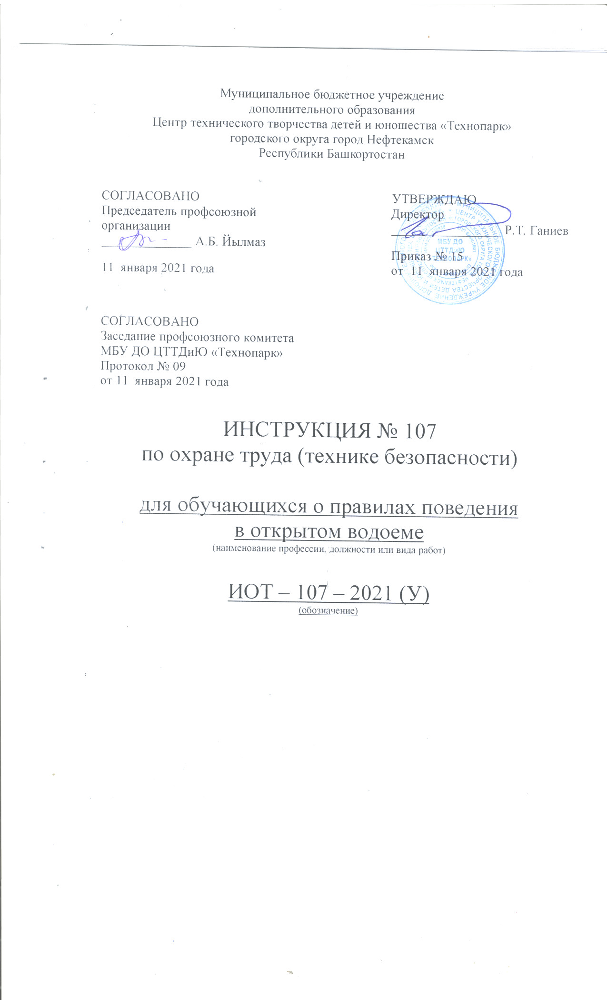 Муниципальное бюджетное учреждение
дополнительного образования
Центр технического творчества детей и юношества «Технопарк»
городского округа город Нефтекамск
Республики Башкортостан
СОГЛАСОВАНО
Председатель профсоюзной
организации
______________ А.Б. Йылмаз
11 января 2021 года
УТВЕРЖДАЮ
Директор
_________________ Р.Т. Ганиев
Приказ № 15
от 11 января 2021 года
МБУ ДО
ЦТТДиЮ
«ТЕХНОПАРК»
СОГЛАСОВАНО
Заседание профсоюзного комитета
МБУ ДО ЦТТДиЮ «Технопарк»
Протокол № 09
от 11 января 2021 года
ИНСТРУКЦИЯ № 107
по охране труда (технике безопасности)
для обучающихся о правилах поведения
в открытом водоеме
(наименование профессии, должности или вида работ)
ИОТ – 107 – 2021 (У)
(обозначение)